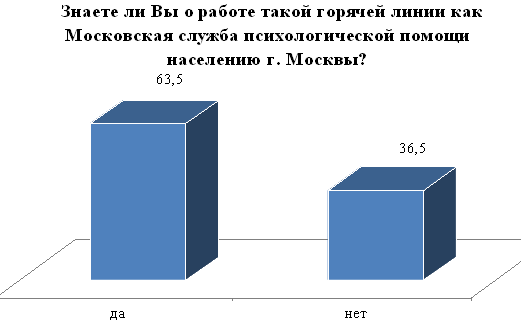 Знаете ли Вы о работе такой горячей линии как
Московская служба психологической помощи
населению г. Москвы?
63,5
36,5
да
нет